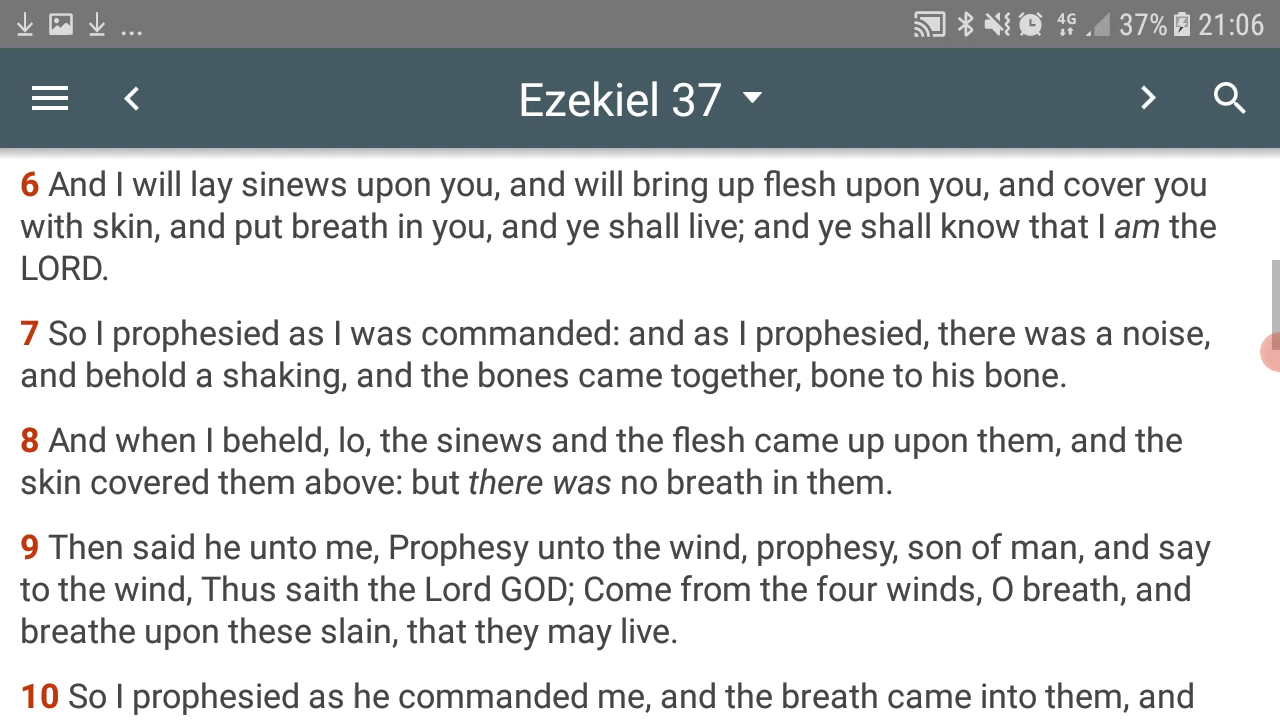 ... 4G 37% 21:06
Ezekiel 37
6 And I will lay sinews upon you, and will bring up flesh upon you, and cover you
with skin, and put breath in you, and ye shall live; and ye shall know that I am the
LORD.
7 So I prophesied as I was commanded: and as I prophesied, there was a noise,
and behold a shaking, and the bones came together, bone to his bone.
8 And when I beheld, lo, the sinews and the flesh came up upon them, and the
skin covered them above: but there was no breath in them.
9 Then said he unto me, Prophesy unto the wind, prophesy, son of man, and say
to the wind, Thus saith the Lord GOD; Come from the four winds, O breath, and
breathe upon these slain, that they may live.
10 So I prophesied as he commanded me, and the breath came into them, and